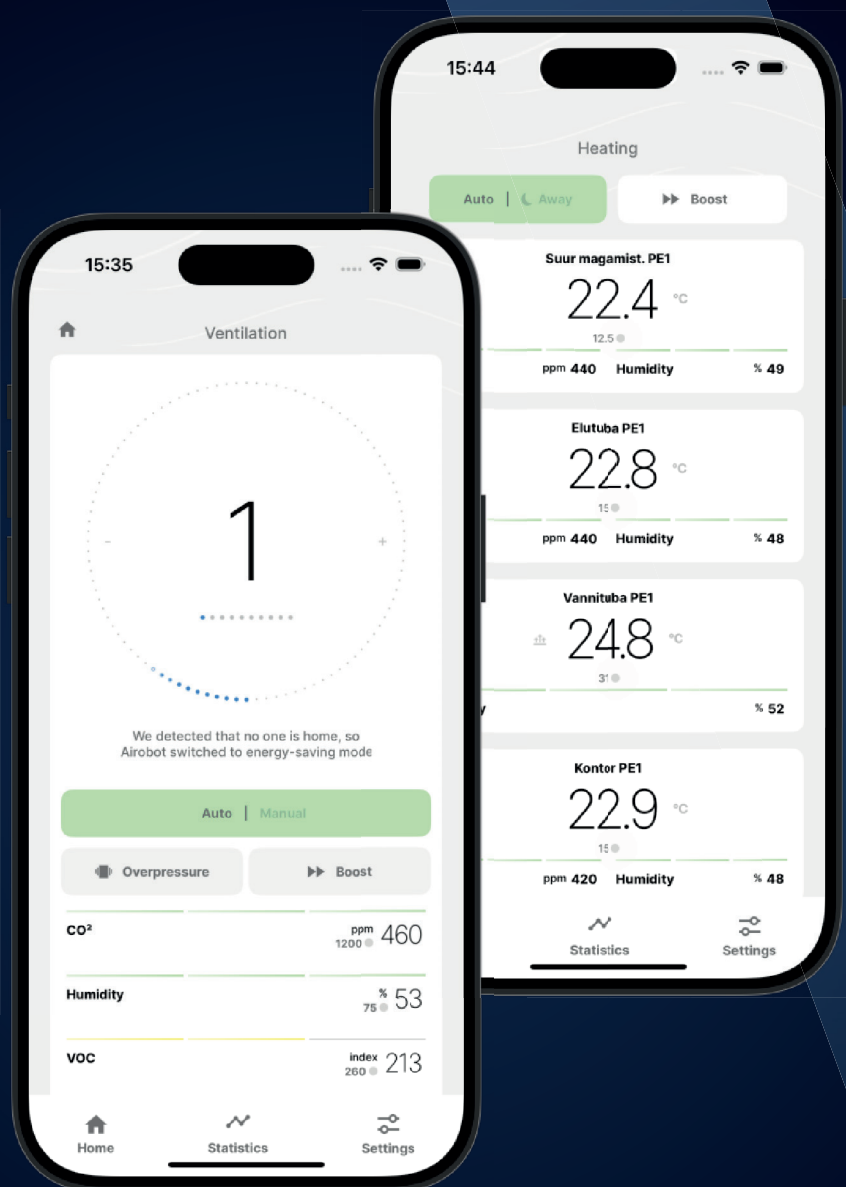 15:44
Heating
Auto | Away
Boost
Suur magamist. PE1
22.4 °C
12.5
ppm 440 Humidity % 49
Elutuba PE1
22.8 °C
15
ppm 440 Humidity % 48
Vannituba PE1
24.8 °C
31
% 52
Kontor PE1
22.9 °C
15
ppm 420 Humidity % 48
Statistics
Settings
15:35
Ventilation
1
- +
We detected that no one is home, so
Airobot switched to energy-saving mode
Auto | Manual
Overpressure
Boost
CO² ppm 460
1200
Humidity % 53
75
VOC index 213
260
Home
Statistics
Settings